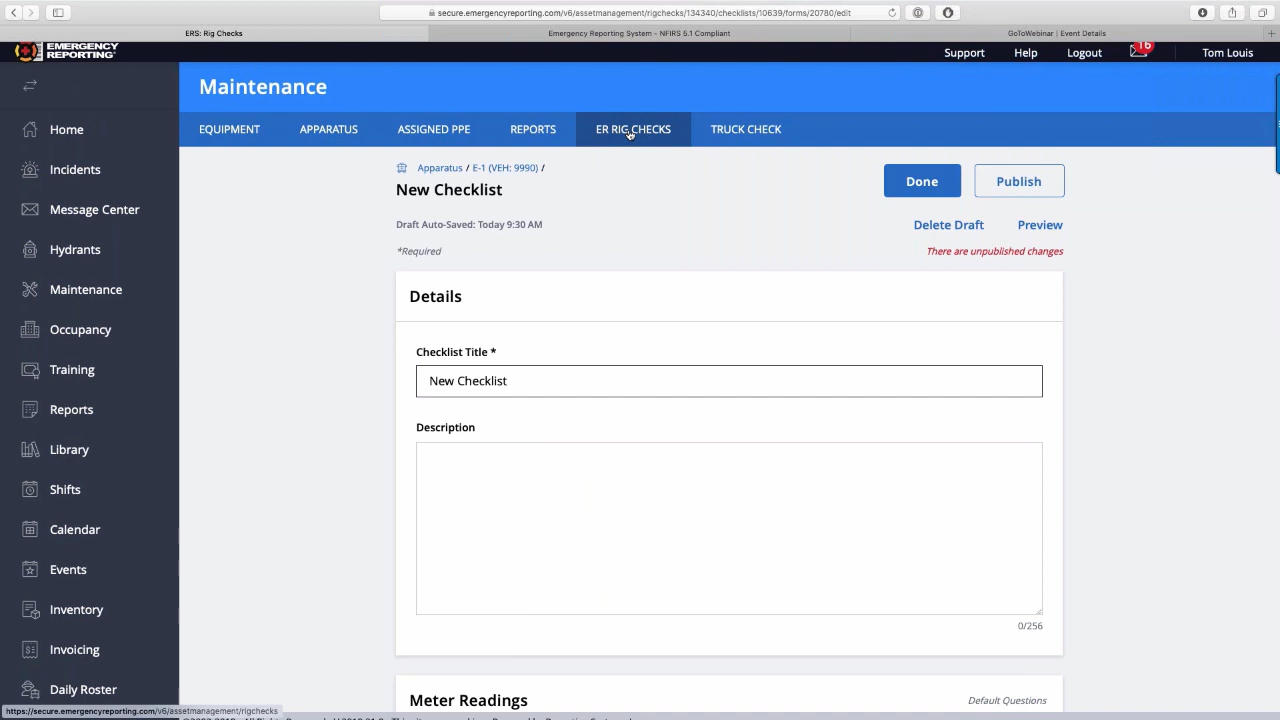 secure.emergencyreporting.com/v6/assetmanagement/rigchecks/134340/checklists/10639/forms/20780/edit
ERS: Rig Checks
Emergency Reporting System - NFIRS 5.1 Compliant
GoToWebinar | Event Details
EMERGENCY
REPORTING
Support
Help
Logout
16
Tom Louis
Maintenance
EQUIPMENT
APPARATUS
ASSIGNED PPE
REPORTS
ER RIG CHECKS
TRUCK CHECK
Home
Incidents
Message Center
Hydrants
Maintenance
Occupancy
Training
Reports
Library
Shifts
Calendar
Events
Inventory
Invoicing
Daily Roster
Apparatus / E-1 (VEH: 9990) /
New Checklist
Done
Publish
Draft Auto-Saved: Today 9:30 AM
Delete Draft
Preview
*Required
There are unpublished changes
Details
Checklist Title *
New Checklist
Description
0/256
Meter Readings
Default Questions
https://secure.emergencyreporting.com/v6/assetmanagement/rigchecks